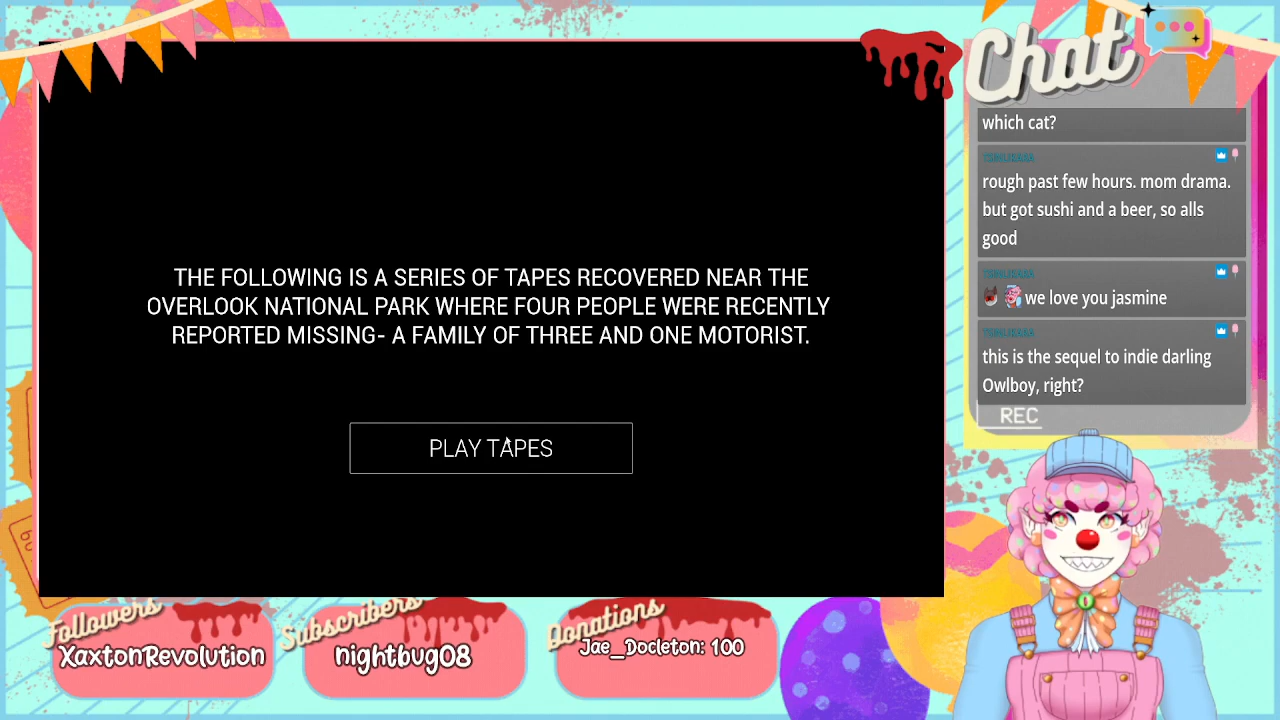 Chat
which cat?
rough past few hours. mom drama.
but got sushi and a beer, so alls
good
we love you jasmine
this is the sequel to indie darling
Owlboy, right?
REC
THE FOLLOWING IS A SERIES OF TAPES RECOVERED NEAR THE
OVERLOOK NATIONAL PARK WHERE FOUR PEOPLE WERE RECENTLY
REPORTED MISSING- A FAMILY OF THREE AND ONE MOTORIST.
PLAY TAPES
Followers
XaxtonRevolution
Subscribers
nightbug08
Donations
Jae_Docleton: 100